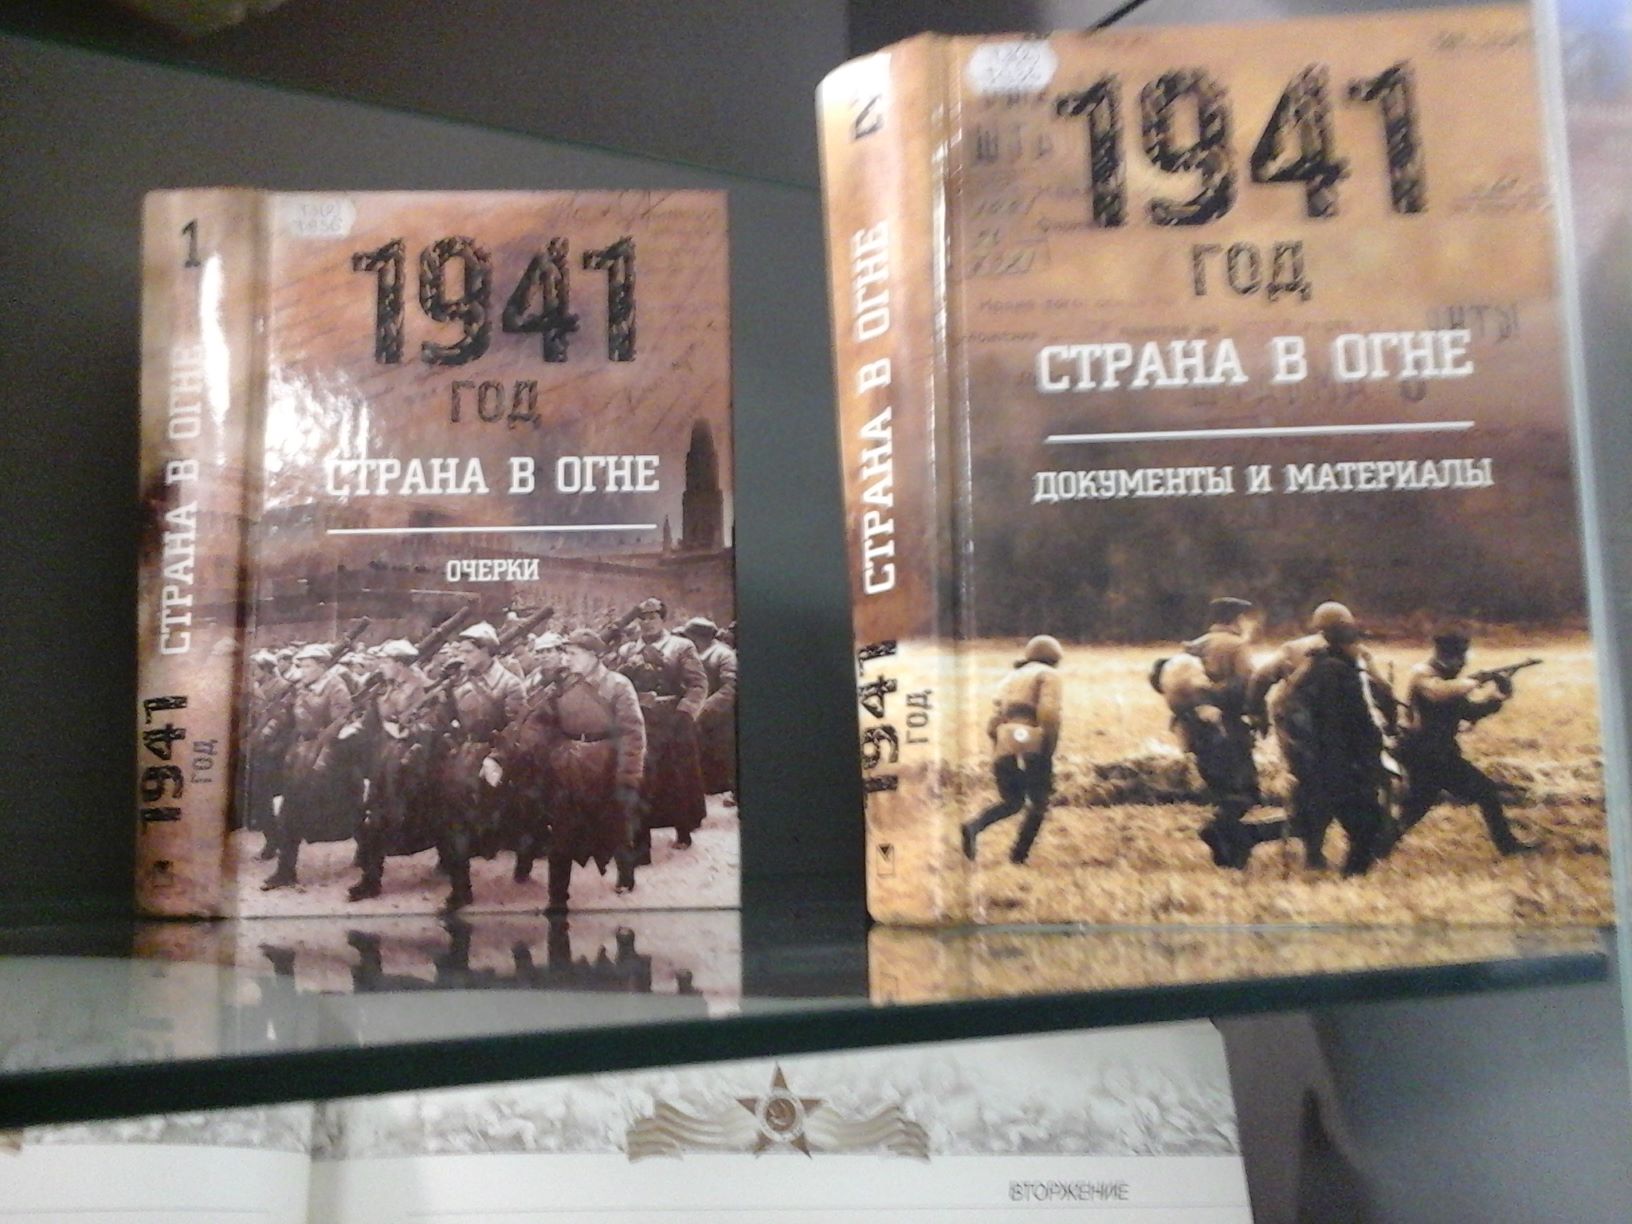 1
1941
ГОД
СТРАНА В ОГНЕ
ОЧЕРКИ
СТРАНА В ОГНЕ
1941
ГОД
2
1941
ГОД
СТРАНА В ОГНЕ
ДОКУМЕНТЫ И МАТЕРИАЛЫ
СТРАНА В ОГНЕ
1941
ГОД
ВТОРЖЕНИЕ